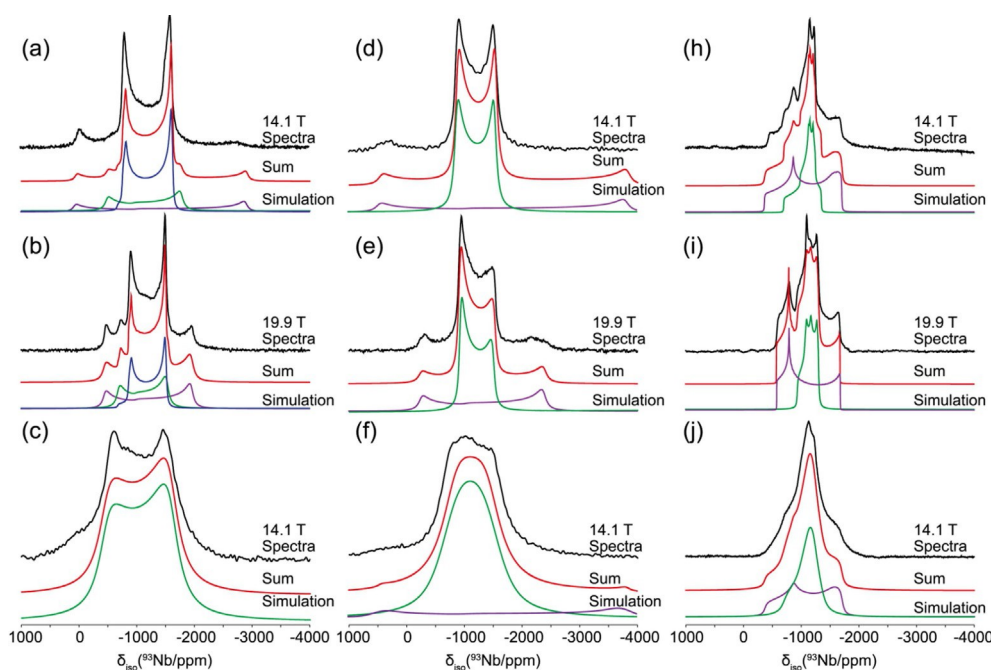 (a)
14.1 T
Spectra
Sum
Simulation
(b)
19.9 T
Spectra
Sum
Simulation
(c)
14.1 T
Spectra
Sum
Simulation
1000 0 -1000 -2000 -3000 -4000
δiso(⁹³Nb/ppm)
(d)
14.1 T
Spectra
Sum
Simulation
(e)
19.9 T
Spectra
Sum
Simulation
(f)
14.1 T
Spectra
Sum
Simulation
1000 0 -1000 -2000 -3000 -4000
δiso(⁹³Nb/ppm)
(h)
14.1 T
Spectra
Sum
Simulation
(i)
19.9 T
Spectra
Sum
Simulation
(j)
14.1 T
Spectra
Sum
Simulation
1000 0 -1000 -2000 -3000 -4000
δiso(⁹³Nb/ppm)